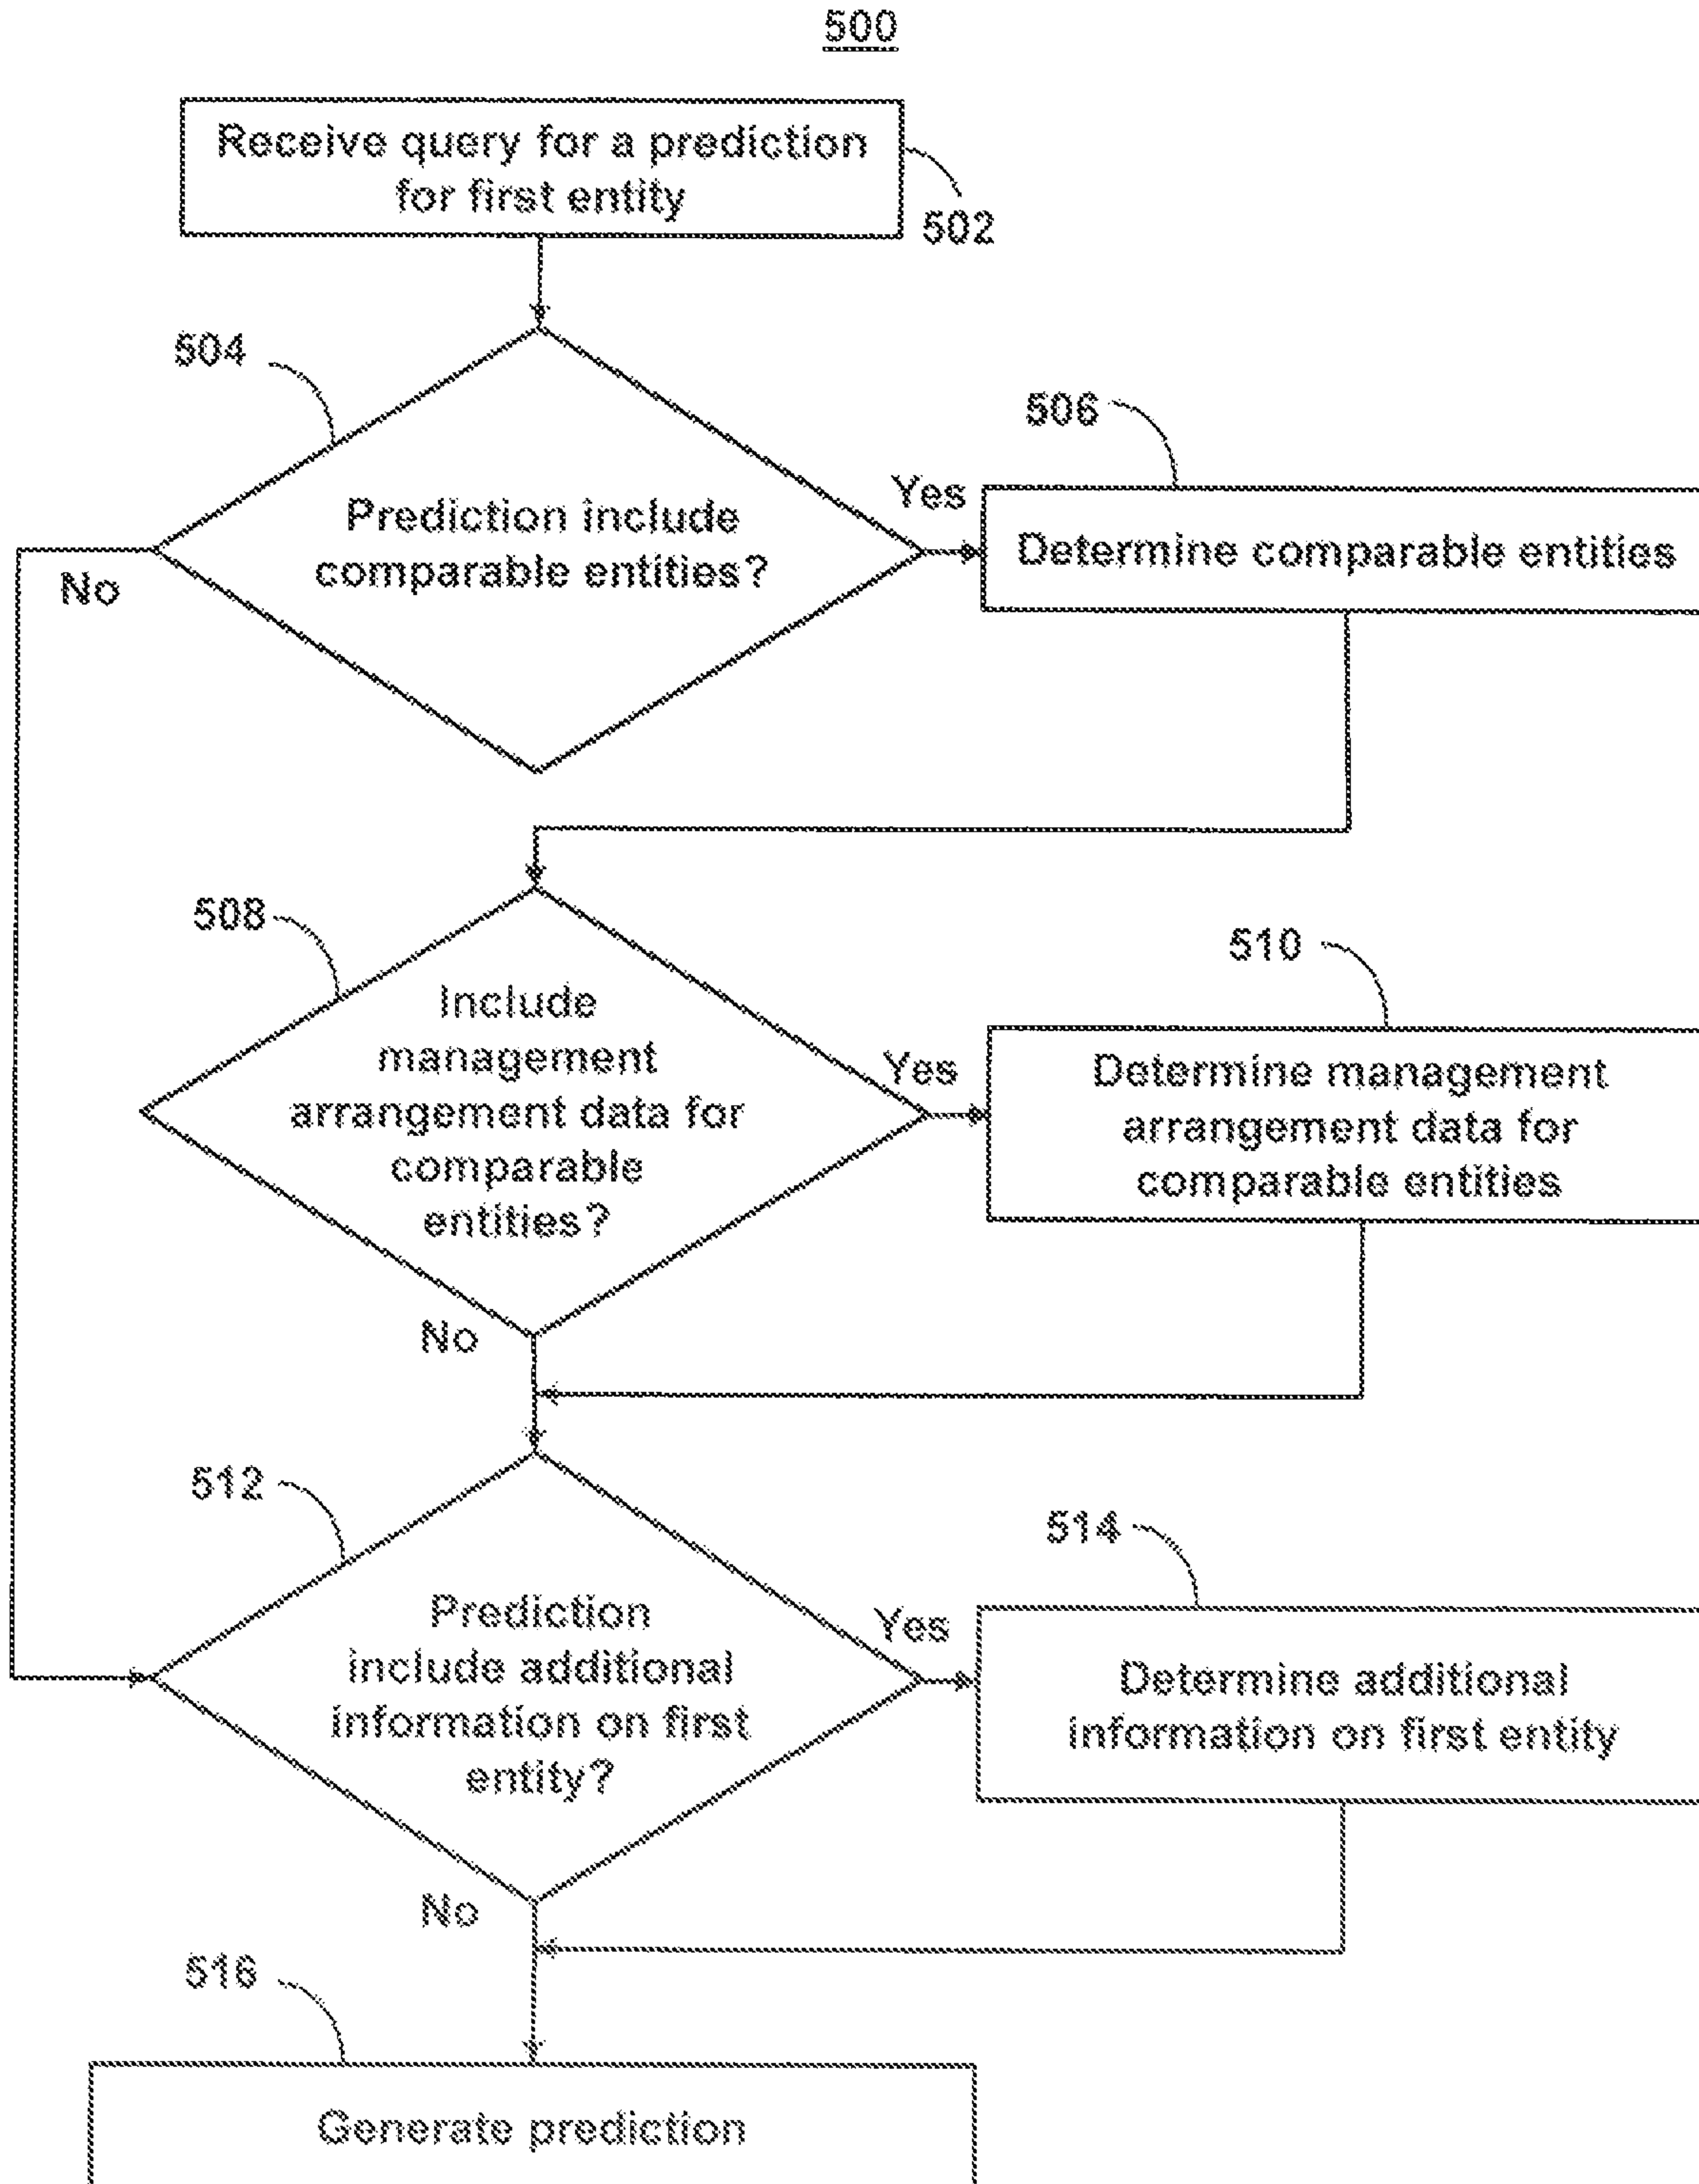 500
Receive query for a prediction
for first entity
502
504
Prediction include
comparable entities?
Yes
No
506
Determine comparable entities
508
Include
management
arrangement data for
comparable
entities?
Yes
No
510
Determine management
arrangement data for
comparable entities
512
Prediction
include additional
information on first
entity?
Yes
No
514
Determine additional
information on first entity
516
Generate prediction